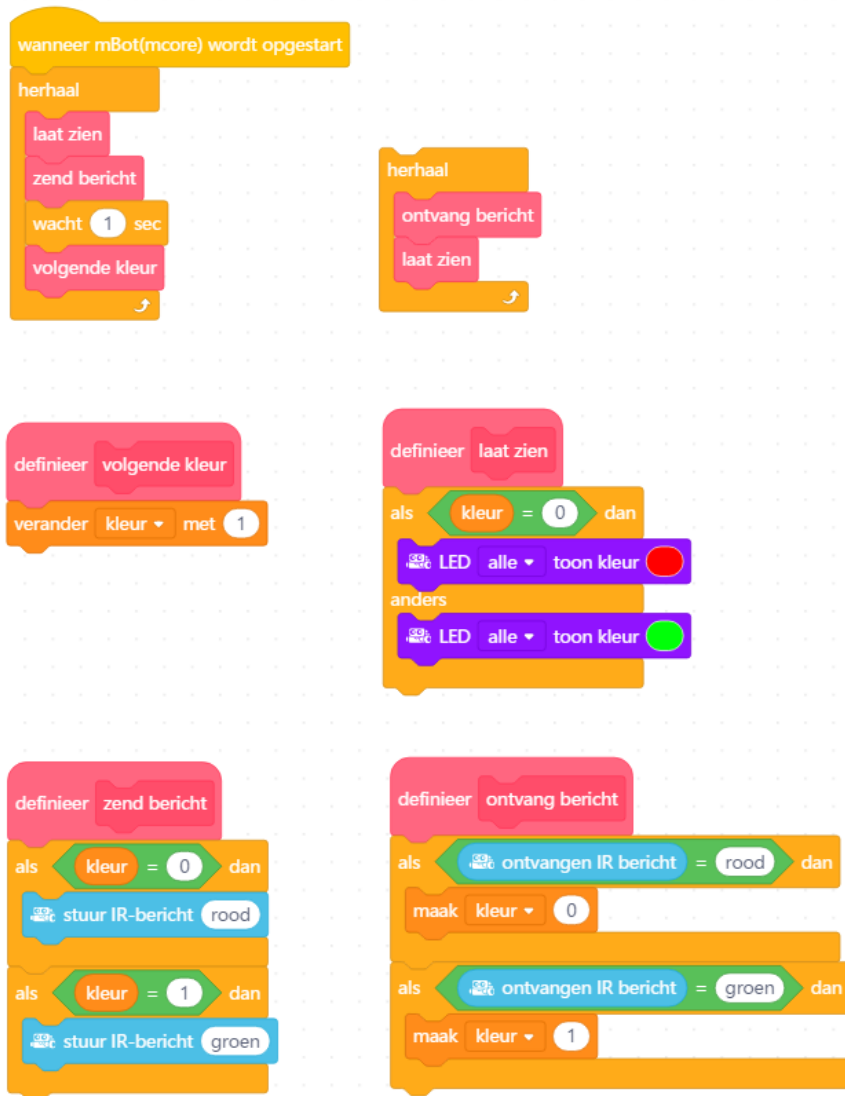 wanneer mBot(mcore) wordt opgestart
herhaal
laat zien
zend bericht
wacht 1 sec
volgende kleur
herhaal
ontvang bericht
laat zien
definieer volgende kleur
verander kleur met 1
definieer laat zien
als kleur = 0 dan
LED alle toon kleur
anders
LED alle toon kleur
definieer zend bericht
als kleur = 0 dan
stuur IR-bericht rood
als kleur = 1 dan
stuur IR-bericht groen
definieer ontvang bericht
als ontvangen IR bericht = rood dan
maak kleur 0
als ontvangen IR bericht = groen dan
maak kleur 1